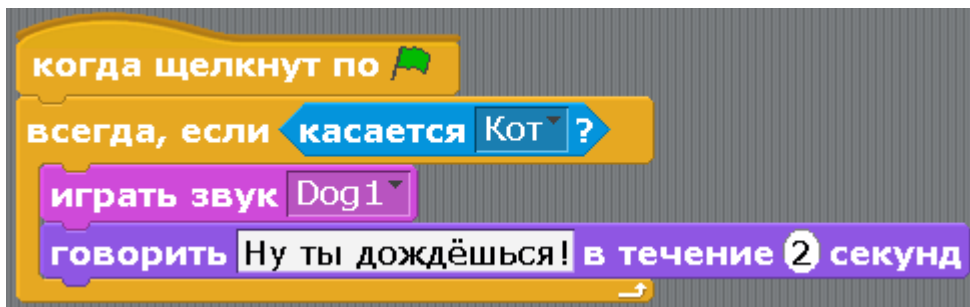 когда щелкнут по
всегда, если касается Кот ?
играть звук Dog1
говорить Ну ты дождёшься! в течение 2 секунд